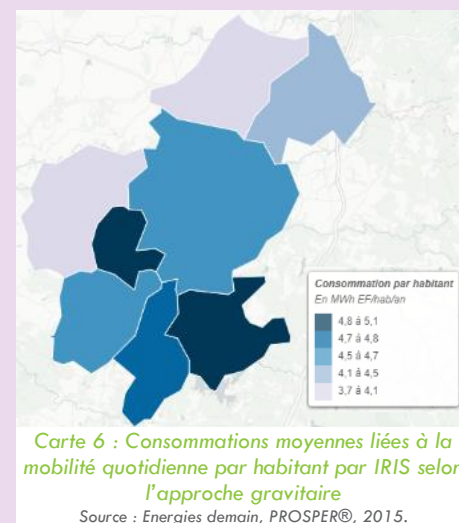 Consommation par habitant
En MWh EF/hab/an
4,8 à 5,1
4,7 à 4,8
4,5 à 4,7
4,1 à 4,5
3,7 à 4,1
Carte 6 : Consommations moyennes liées à la
mobilité quotidienne par habitant par IRIS selon
l'approche gravitaire
Source : Energies demain, PROSPER®, 2015.